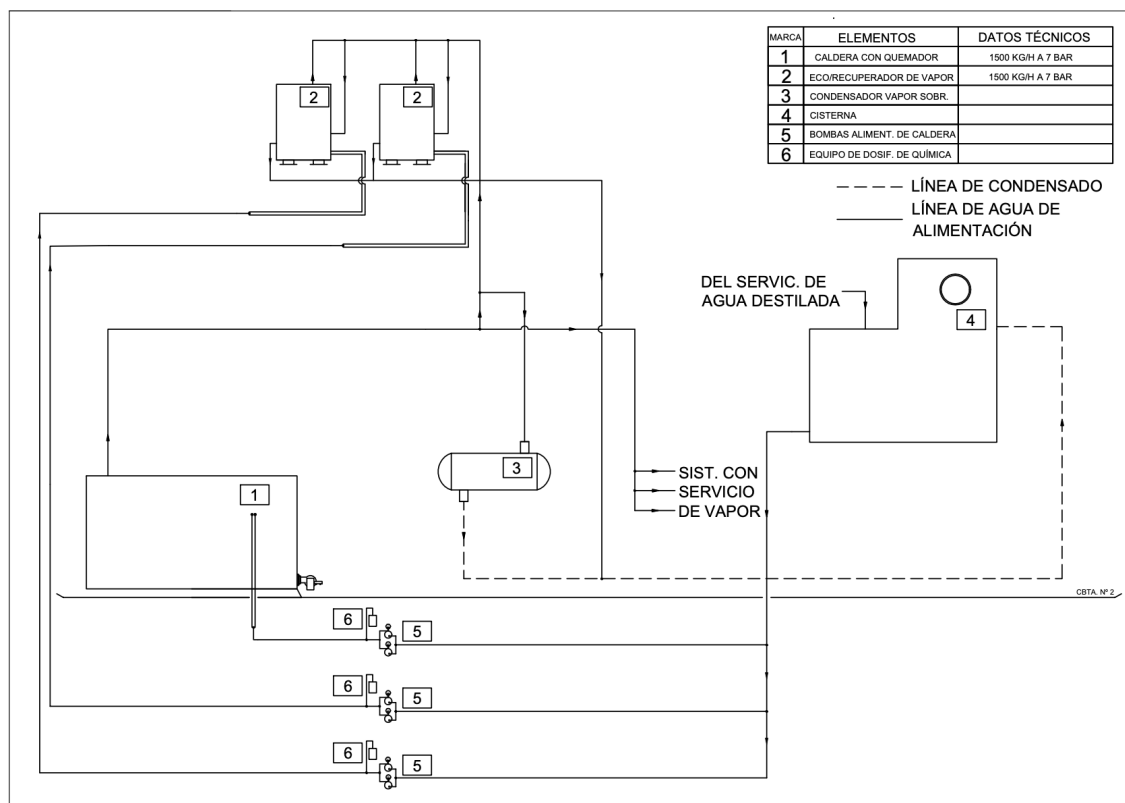 MARCA ELEMENTOS DATOS TÉCNICOS
1 CALDERA CON QUEMADOR 1500 KG/H A 7 BAR
2 ECO/RECUPERADOR DE VAPOR 1500 KG/H A 7 BAR
3 CONDENSADOR VAPOR SOBR.
4 CISTERNA
5 BOMBAS ALIMENT. DE CALDERA
6 EQUIPO DE DOSIF. DE QUÍMICA
LÍNEA DE CONDENSADO
LÍNEA DE AGUA DE
ALIMENTACIÓN
2
2
DEL SERVIC. DE
AGUA DESTILADA
4
3
SIST. CON
SERVICIO
DE VAPOR
1
CBTA. Nº 2
6
5
6
5
6
5